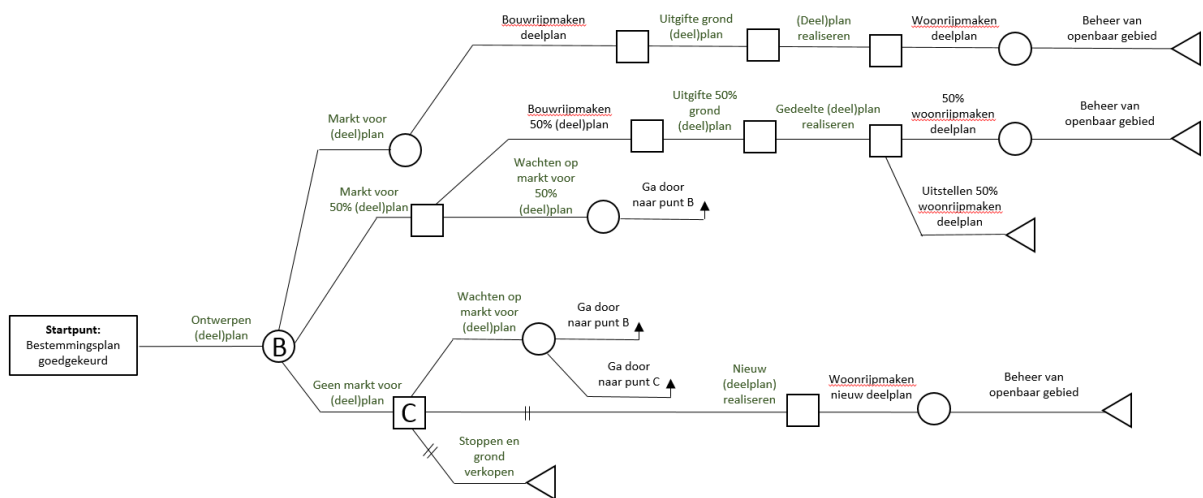 Bouwrijpmaken
deelplan
Uitgifte grond
(deel)plan
(Deel)plan
realiseren
Woonrijpmaken
deelplan
Beheer van
openbaar gebied
Markt voor
(deel)plan
Bouwrijpmaken
50% (deel)plan
Uitgifte 50%
grond
(deel)plan
Gedeelte (deel)plan
realiseren
50%
woonrijpmaken
deelplan
Beheer van
openbaar gebied
Markt voor
50% (deel)plan
Wachten op
markt voor
50%
(deel)plan
Ga door
naar punt B
Uitstellen 50%
woonrijpmaken
deelplan
Startpunt:
Bestemmingsplan
goedgekeurd
Ontwerpen
(deel)plan
B
Wachten op
markt voor
(deel)plan
Ga door
naar punt B
Ga door
naar punt C
Geen markt voor
(deel)plan
C
Nieuw
(deelplan)
realiseren
Woonrijpmaken
nieuw deelplan
Beheer van
openbaar gebied
Stoppen en
grond
verkopen